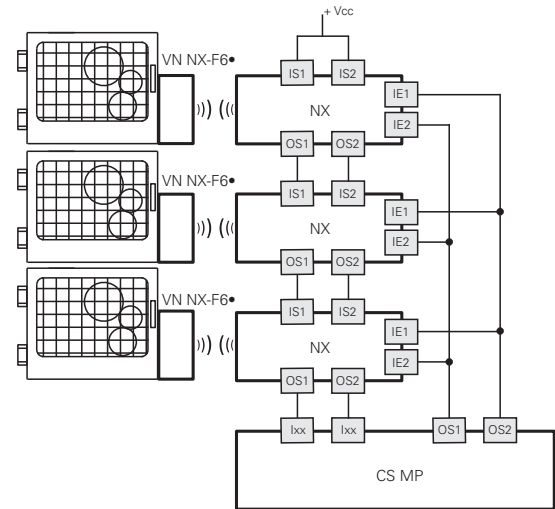 + Vcc
VN NX-F6•
IS1 IS2
NX
IE1
IE2
OS1 OS2
VN NX-F6•
IS1 IS2
NX
IE1
IE2
OS1 OS2
VN NX-F6•
IS1 IS2
NX
IE1
IE2
OS1 OS2
Ixx Ixx OS1 OS2
CS MP